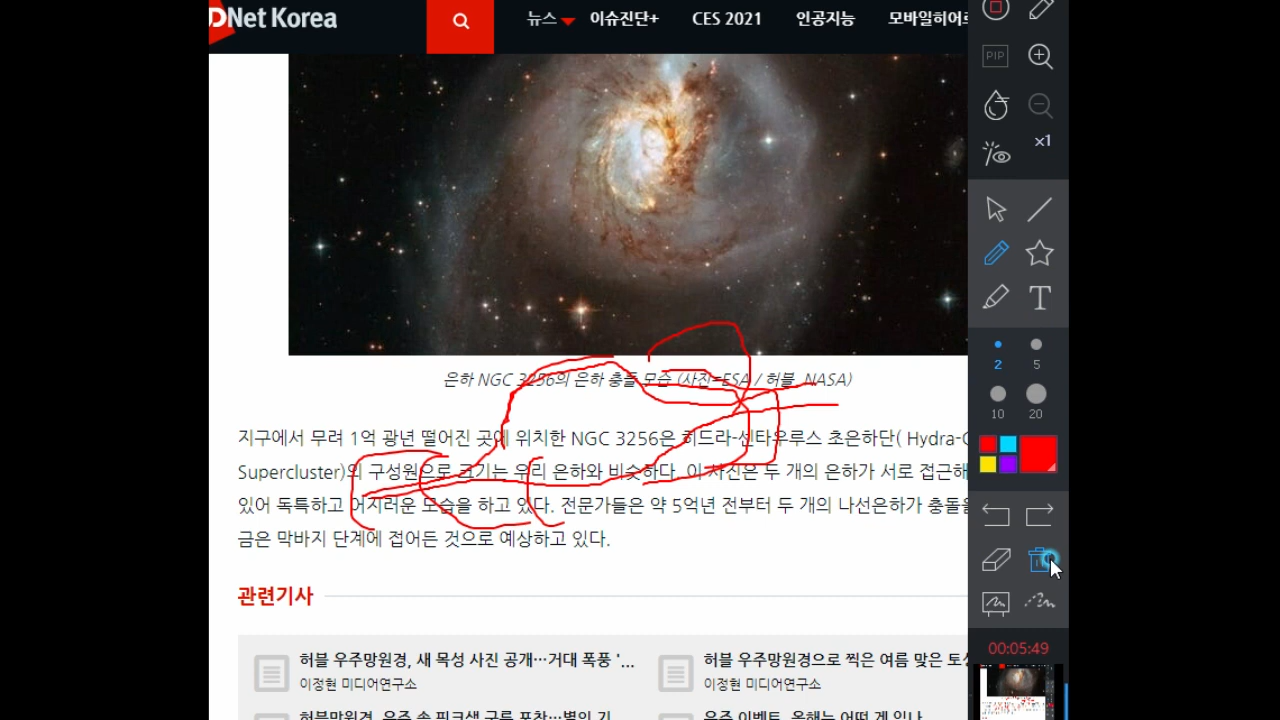 DNet Korea
뉴스 이슈진단+ CES 2021 인공지능 모바일히어로
PIP
x1
T
은하 NGC 3256의 은하 충돌 모습 (사진=ESA / 허블, NASA)
2 5
10 20
지구에서 무려 1억 광년 떨어진 곳에 위치한 NGC 3256은 히드라-센타우루스 초은하단( Hydra-C
Supercluster)의 구성원으로 크기는 우리 은하와 비슷하다. 이 사진은 두 개의 은하가 서로 접근해
있어 독특하고 어지러운 모습을 하고 있다. 전문가들은 약 5억년 전부터 두 개의 나선은하가 충돌을
금은 막바지 단계에 접어든 것으로 예상하고 있다.
관련기사
00:05:49
허블 우주망원경, 새 목성 사진 공개…거대 폭풍 '...
이정현 미디어연구소
허블 우주망원경으로 찍은 여름 맞은 토성
이정현 미디어연구소